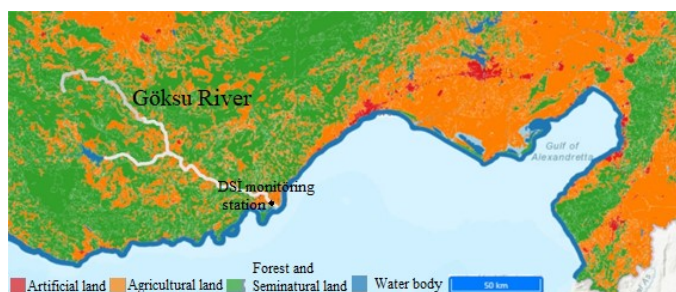 Göksu River
Gulf of
Alexandretta
DSİ monitöring
station
Artificial land
Agricultural land
Forest and
Seminatural land
Water body
50 km